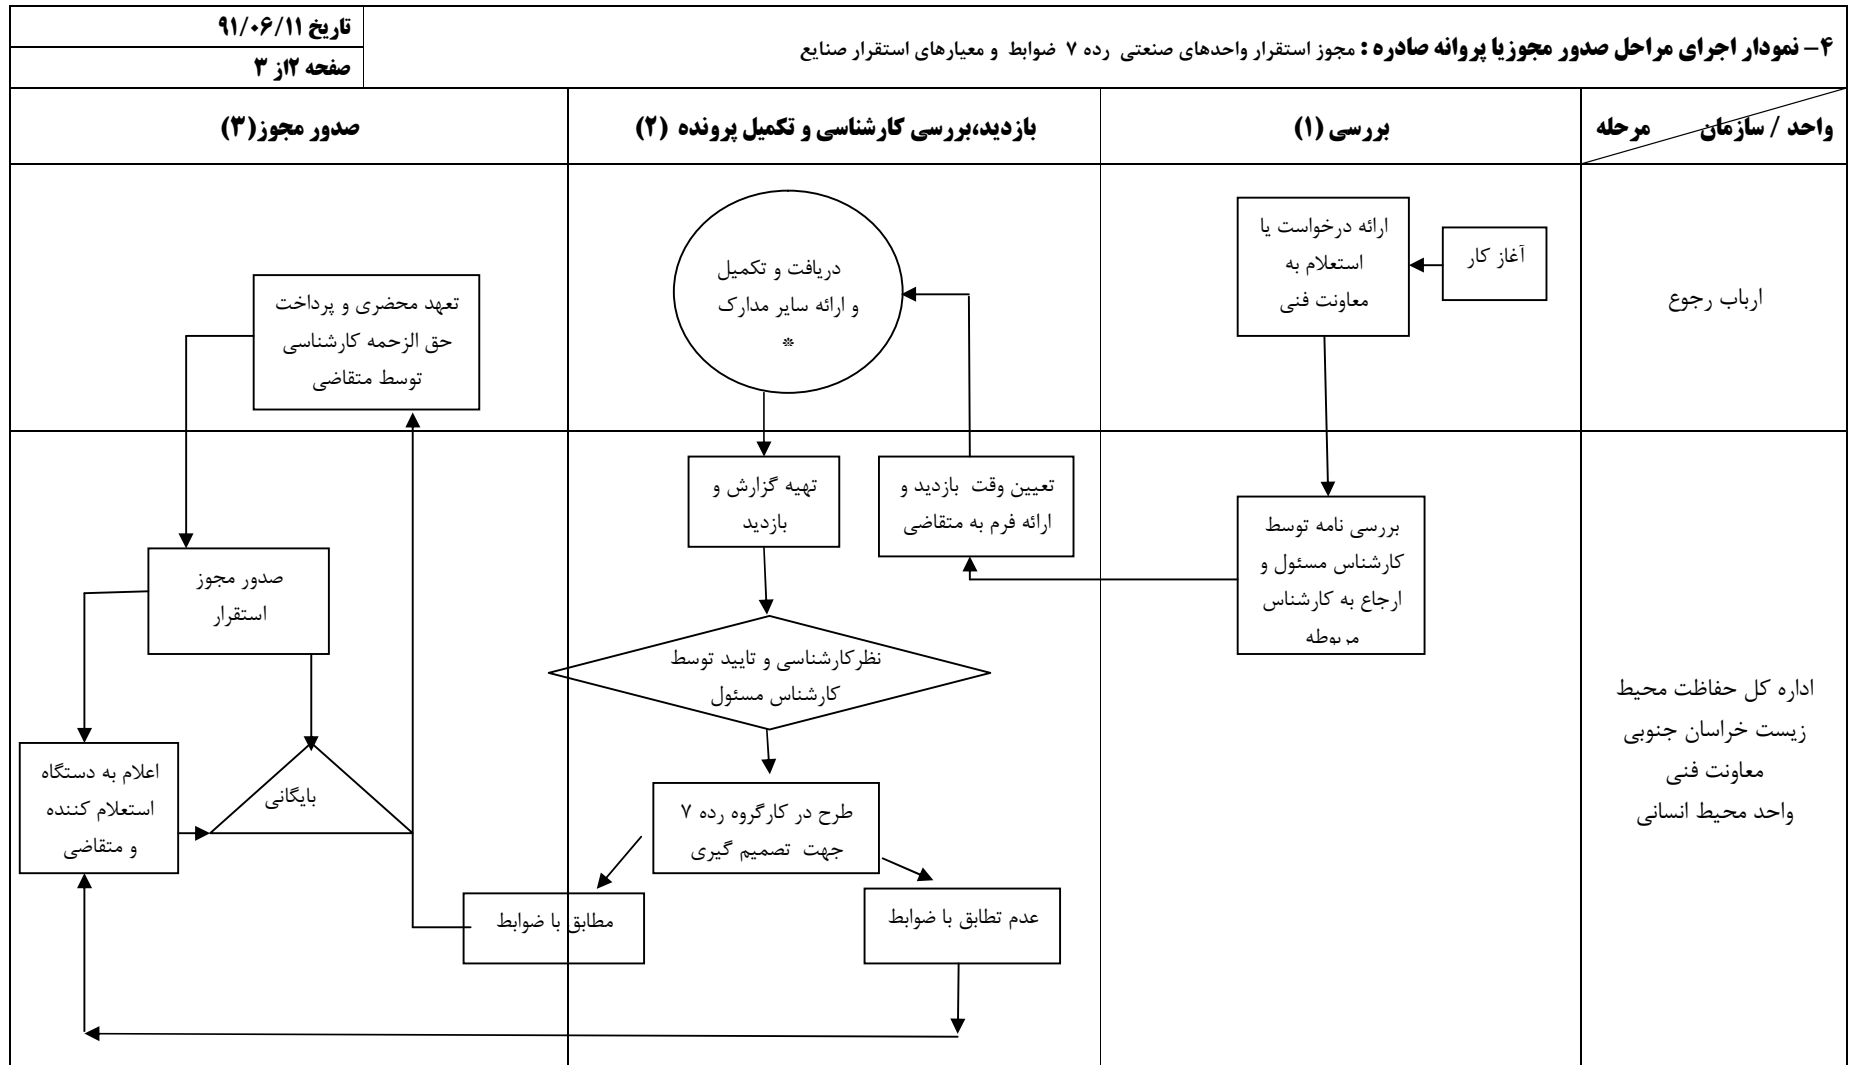 ۴- نمودار اجرای مراحل صدور مجوزیا پروانه صادره : مجوز استقرار واحدهای صنعتی رده ۷ ضوابط و معیارهای استقرار صنایع
تاریخ ۹۱/۰۶/۱۱
صفحه ۲از ۳
واحد / سازمان مرحله
بررسی (۱)
بازدید،بررسی کارشناسی و تکمیل پرونده (۲)
صدور مجوز(۳)
ارباب رجوع
آغاز کار
ارائه درخواست یا
استعلام به
معاونت فنی
دریافت و تکمیل
و ارائه سایر مدارک
*
تعهد محضری و پرداخت
حق الزحمه کارشناسی
توسط متقاضی
اداره کل حفاظت محیط
زیست خراسان جنوبی
معاونت فنی
واحد محیط انسانی
بررسی نامه توسط
کارشناس مسئول و
ارجاع به کارشناس
مربوطه
تعیین وقت بازدید و
ارائه فرم به متقاضی
تهیه گزارش و
بازدید
نظرکارشناسی و تایید توسط
کارشناس مسئول
طرح در کارگروه رده ۷
جهت تصمیم گیری
عدم تطابق با ضوابط
مطابق با ضوابط
صدور مجوز
استقرار
بایگانی
اعلام به دستگاه
استعلام کننده
و متقاضی